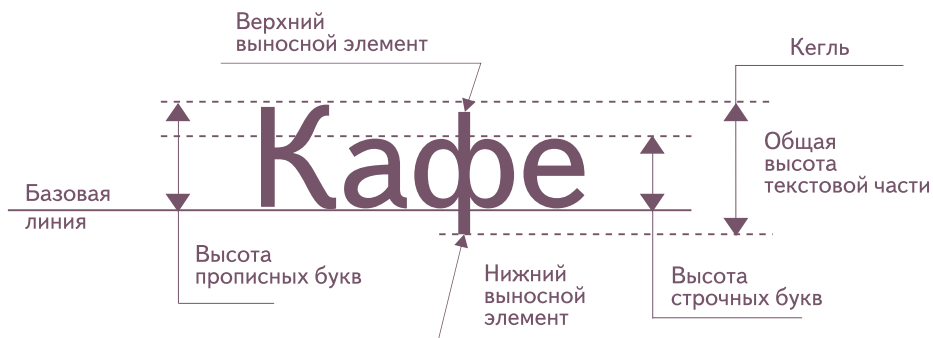 Верхний
выносной элемент
Кегль
Кафе
Общая
высота
текстовой части
Базовая
линия
Высота
прописных букв
Нижний
выносной
элемент
Высота
строчных букв